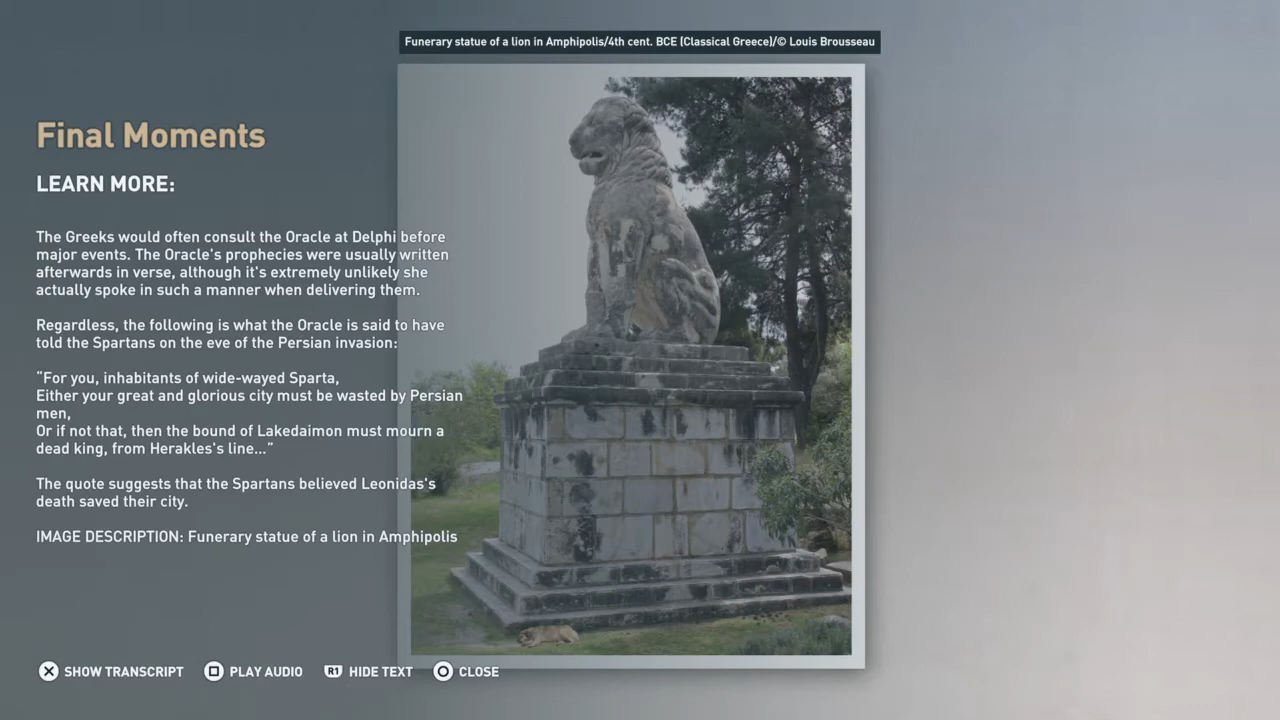 Funerary statue of a lion in Amphipolis/4th cent. BCE (Classical Greece)/© Louis Brousseau
Final Moments
LEARN MORE:
The Greeks would often consult the Oracle at Delphi before
major events. The Oracle's prophecies were usually written
afterwards in verse, although it's extremely unlikely she
actually spoke in such a manner when delivering them.
Regardless, the following is what the Oracle is said to have
told the Spartans on the eve of the Persian invasion:
“For you, inhabitants of wide-wayed Sparta,
Either your great and glorious city must be wasted by Persian
men,
Or if not that, then the bound of Lakedaimon must mourn a
dead king, from Herakles's line...”
The quote suggests that the Spartans believed Leonidas's
death saved their city.
IMAGE DESCRIPTION: Funerary statue of a lion in Amphipolis
SHOW TRANSCRIPT PLAY AUDIO R1 HIDE TEXT CLOSE